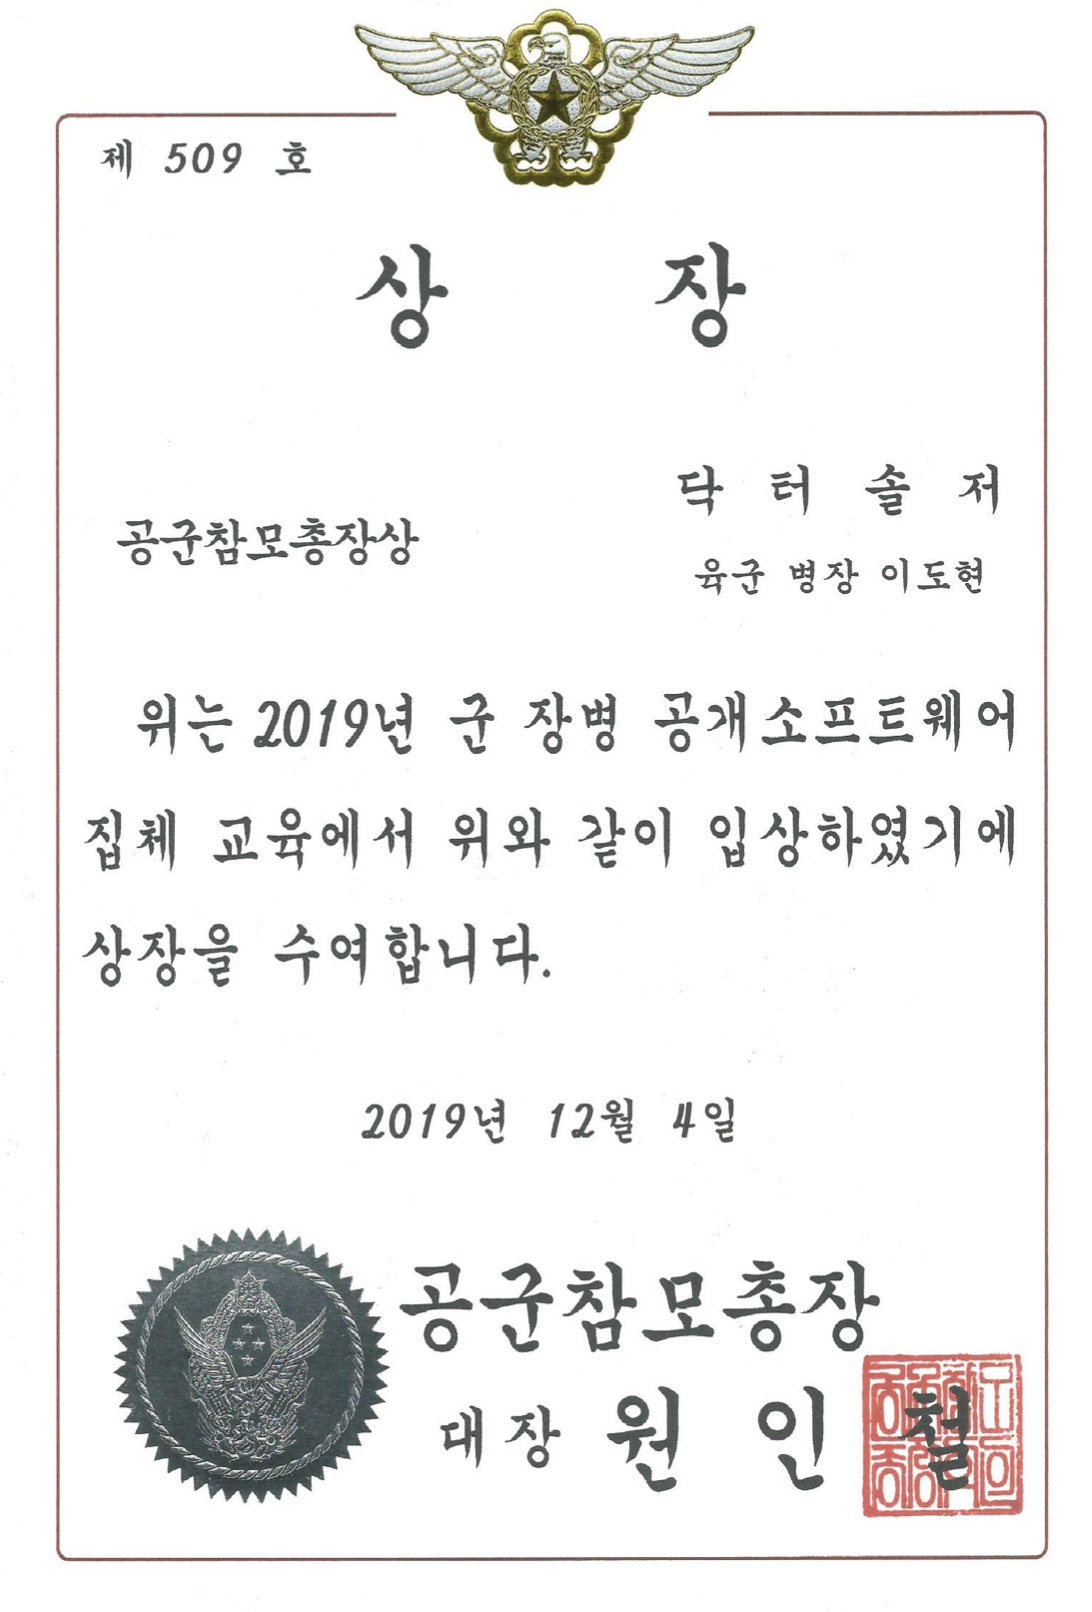 제 509 호
상 장
닥 터 솔 저
공군참모총장상
육군 병장 이도현
위는 2019년 군 장병 공개소프트웨어
집체 교육에서 위와 같이 입상하였기에
상장을 수여합니다.
2019년 12월 4일
공군참모총장
대장 원 인 철